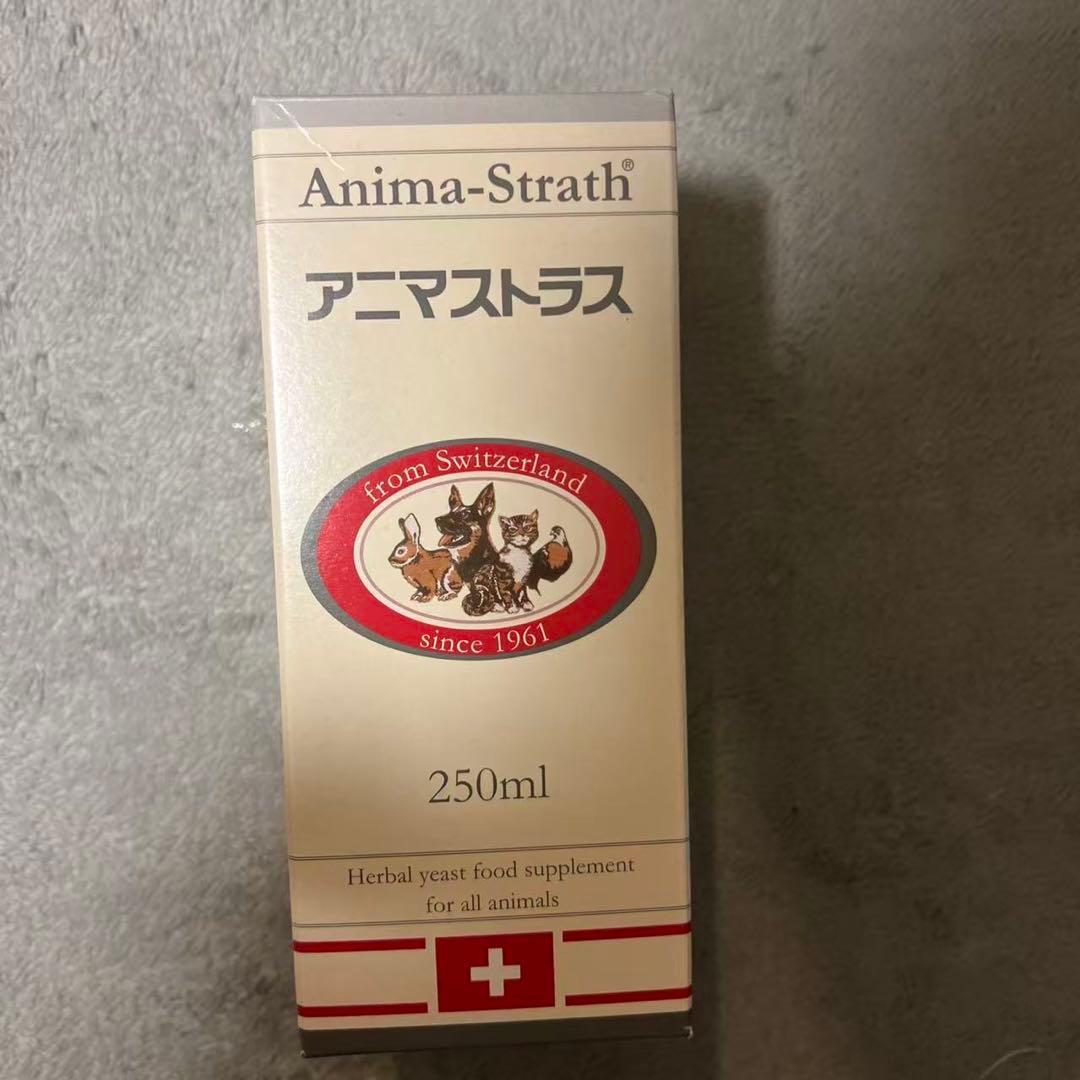 Anima-Strath®
アニマストラス
from Switzerland
since 1961
250ml
Herbal yeast food supplement
for all animals